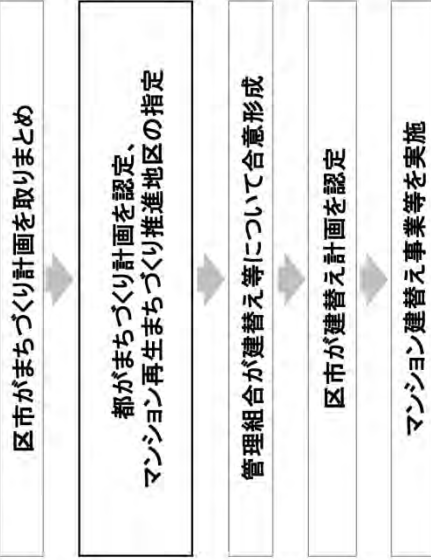 区市がまちづくり計画を取りまとめ
都がまちづくり計画を認定、
マンション再生まちづくり推進地区の指定
管理組合が建替え等について合意形成
区市が建替え計画を認定
マンション建替え事業等を実施